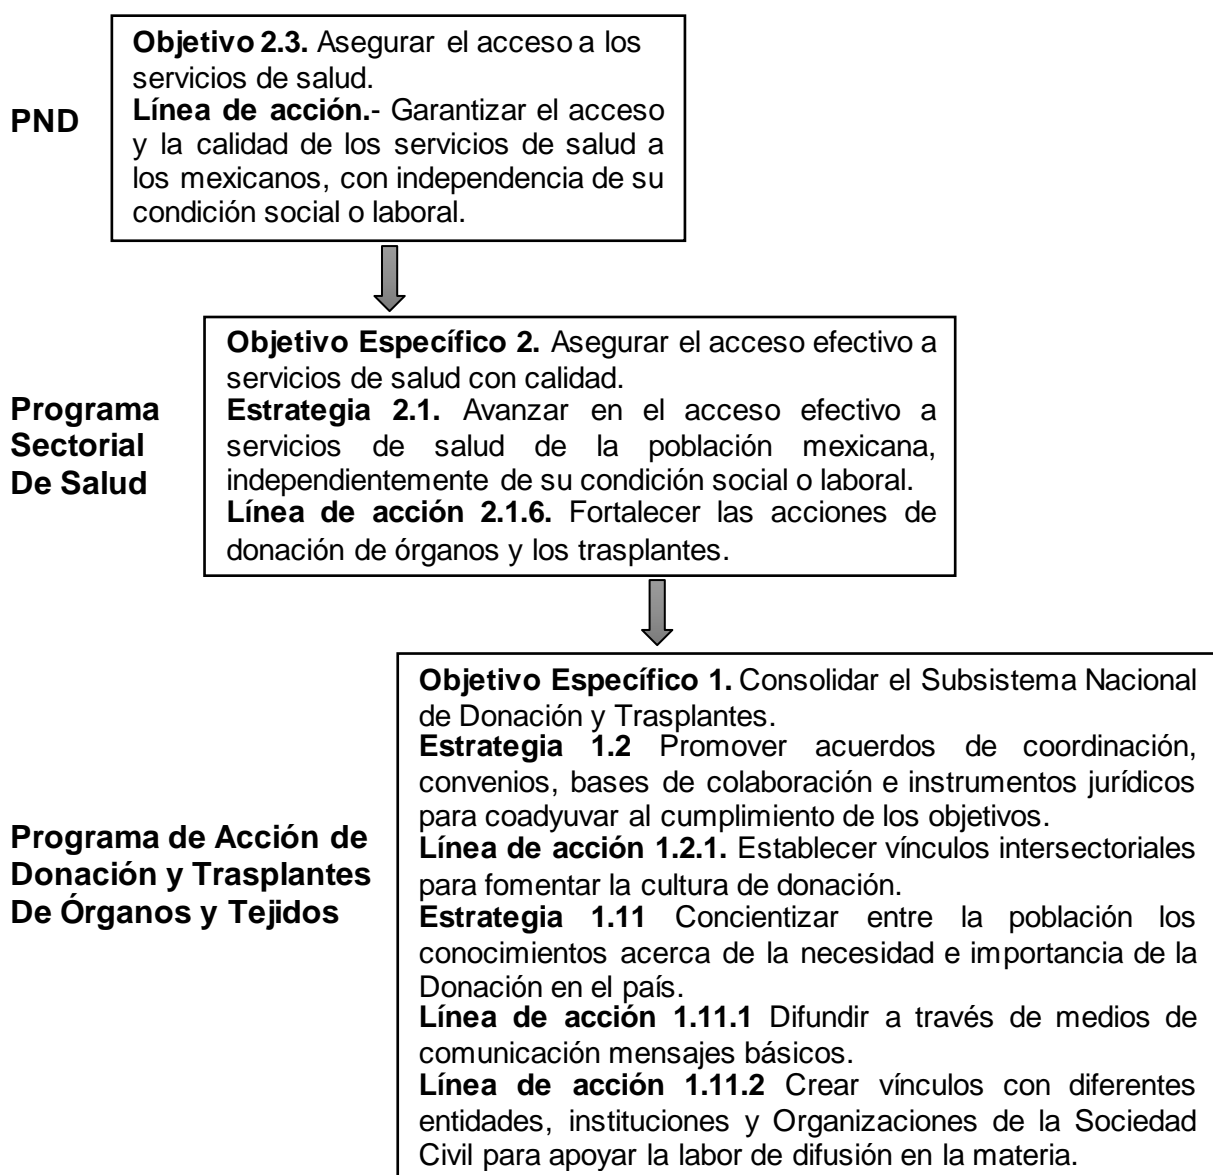 PND
Objetivo 2.3. Asegurar el acceso a los
servicios de salud.
Línea de acción.- Garantizar el acceso
y la calidad de los servicios de salud a
los mexicanos, con independencia de su
condición social o laboral.
Programa
Sectorial
De Salud
Objetivo Específico 2. Asegurar el acceso efectivo a
servicios de salud con calidad.
Estrategia 2.1. Avanzar en el acceso efectivo a
servicios de salud de la población mexicana,
independientemente de su condición social o laboral.
Línea de acción 2.1.6. Fortalecer las acciones de
donación de órganos y los trasplantes.
Programa de Acción de
Donación y Trasplantes
De Órganos y Tejidos
Objetivo Específico 1. Consolidar el Subsistema Nacional
de Donación y Trasplantes.
Estrategia 1.2 Promover acuerdos de coordinación,
convenios, bases de colaboración e instrumentos jurídicos
para coadyuvar al cumplimiento de los objetivos.
Línea de acción 1.2.1. Establecer vínculos intersectoriales
para fomentar la cultura de donación.
Estrategia 1.11 Concientizar entre la población los
conocimientos acerca de la necesidad e importancia de la
Donación en el país.
Línea de acción 1.11.1 Difundir a través de medios de
comunicación mensajes básicos.
Línea de acción 1.11.2 Crear vínculos con diferentes
entidades, instituciones y Organizaciones de la Sociedad
Civil para apoyar la labor de difusión en la materia.